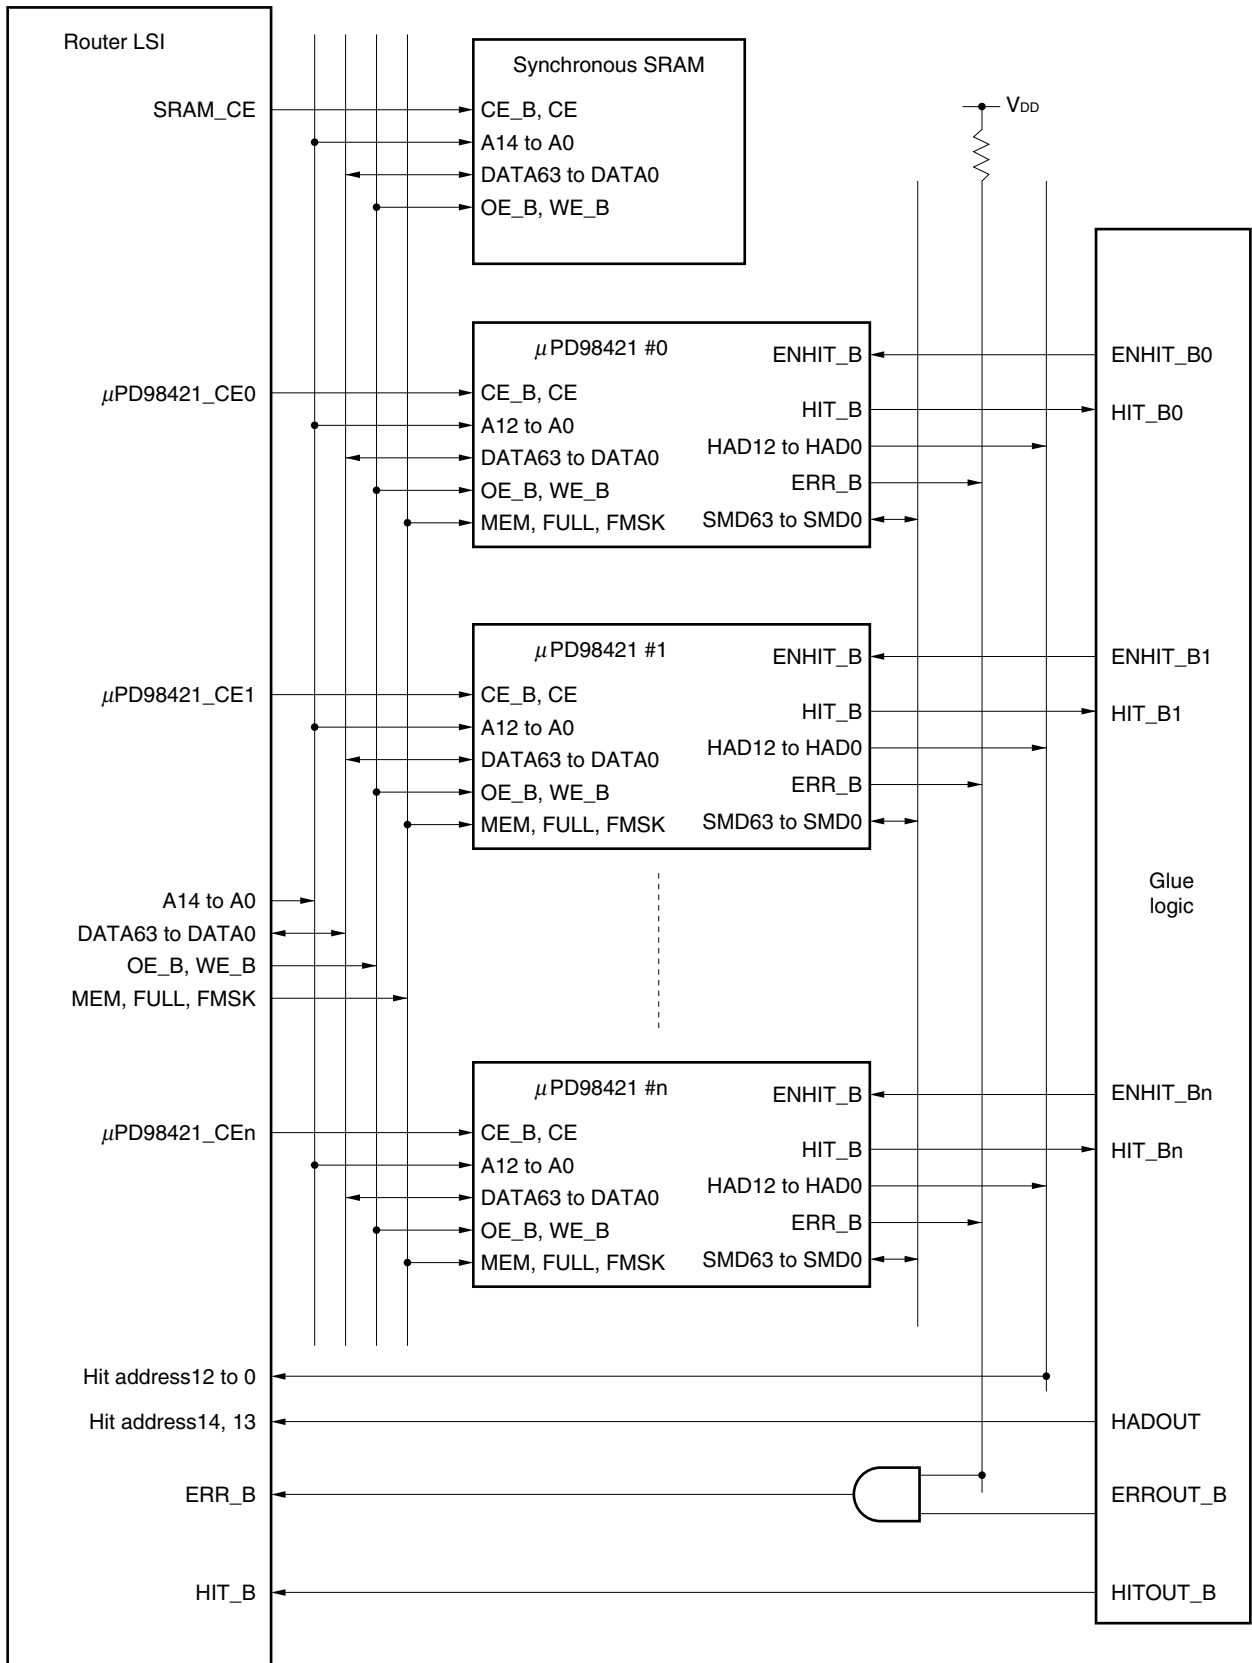 Router LSI
Synchronous SRAM
SRAM_CE
CE_B, CE
A14 to A0
DATA63 to DATA0
OE_B, WE_B
VDD
μPD98421 #0
ENHIT_B
ENHIT_B0
μPD98421_CE0
CE_B, CE
HIT_B
HIT_B0
A12 to A0
HAD12 to HAD0
DATA63 to DATA0
ERR_B
OE_B, WE_B
MEM, FULL, FMSK
SMD63 to SMD0
μPD98421 #1
ENHIT_B
ENHIT_B1
μPD98421_CE1
CE_B, CE
HIT_B
HIT_B1
A12 to A0
HAD12 to HAD0
DATA63 to DATA0
ERR_B
OE_B, WE_B
MEM, FULL, FMSK
SMD63 to SMD0
Glue
logic
A14 to A0
DATA63 to DATA0
OE_B, WE_B
MEM, FULL, FMSK
μPD98421 #n
ENHIT_B
ENHIT_Bn
μPD98421_CEn
CE_B, CE
HIT_B
HIT_Bn
A12 to A0
HAD12 to HAD0
DATA63 to DATA0
ERR_B
OE_B, WE_B
MEM, FULL, FMSK
SMD63 to SMD0
Hit address12 to 0
Hit address14, 13
HADOUT
ERR_B
ERROUT_B
HIT_B
HITOUT_B